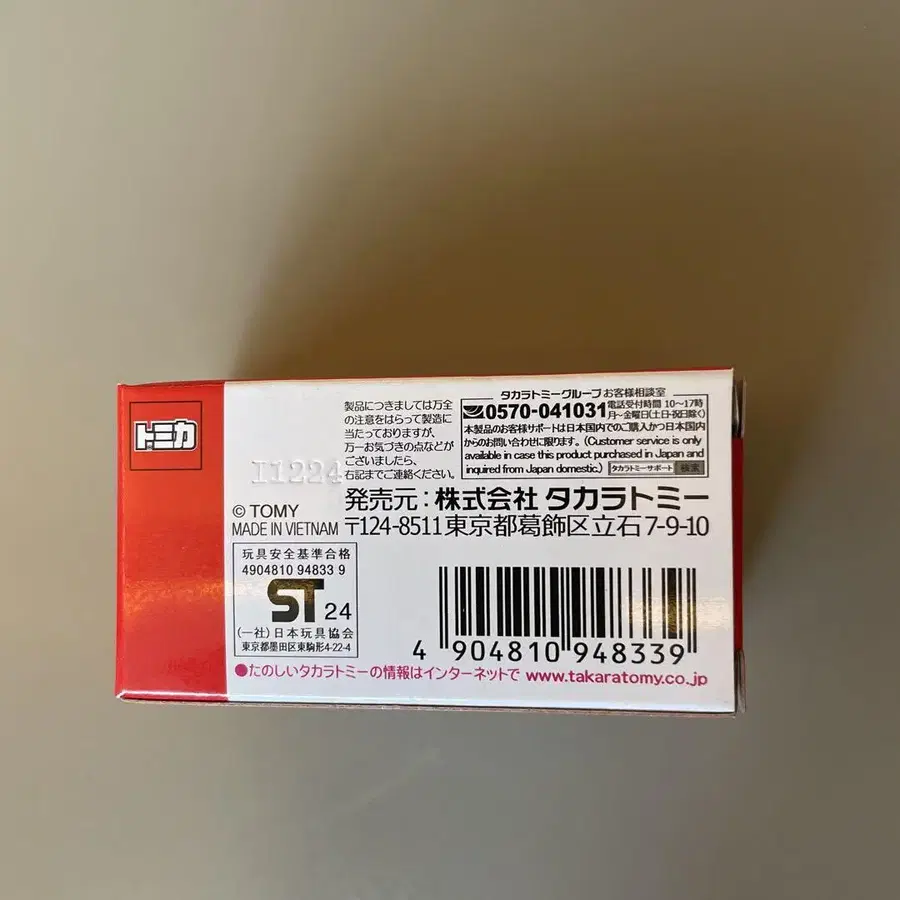 トミカ
製品につきましては万全
の注意をはらって製造に
当たっておりますが、
万一お気づきの点などが
ございましたら、
右記までご連絡ください。
I1224
© TOMY
MADE IN VIETNAM
タカラトミーグループ お客様相談室
0570-041031
電話受付時間 10〜17時
月〜金曜日(土日・祝日除く)
本製品のお客様サポートは日本国内でのご購入かつ日本国内
からのお問い合わせに限ります。(Customer service is only
available in case this product purchased in Japan and
inquired from Japan domestic.) タカラトミーサポート 検索
発売元:株式会社 タカラトミー
〒124-8511 東京都葛飾区立石7-9-10
玩具安全基準合格
4904810 94833 9
ST 24
(一社)日本玩具協会
東京都墨田区東駒形4-22-4
4 904810 948339
●たのしいタカラトミーの情報はインターネットで www.takaratomy.co.jp